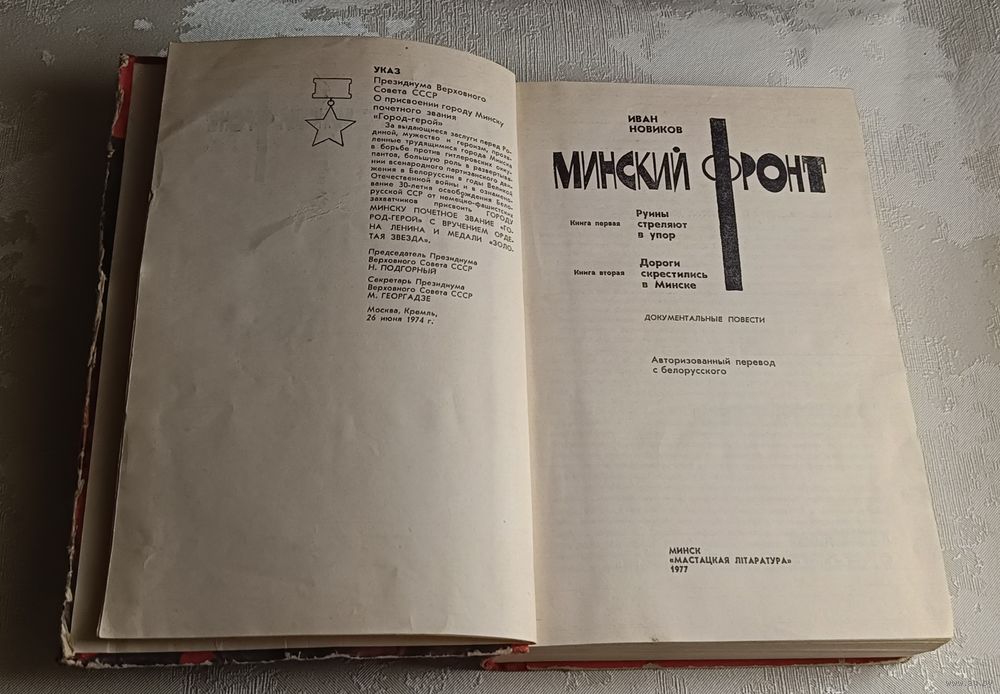 УКАЗ
Президиума Верховного
Совета СССР
О присвоении городу Минску
почетного звания
«Город-герой»
За выдающиеся заслуги перед Ро-
диной, мужество и героизм, прояв-
ленные трудящимися города Минска
в борьбе против гитлеровских окку-
пантов, большую роль в развертыва-
нии всенародного партизанского дви-
жения в Белоруссии в годы Великой
Отечественной войны и в ознамено-
вание 30-летия освобождения Бело-
русской ССР от немецко-фашистских
захватчиков присвоить ГОРОДУ
МИНСКУ ПОЧЕТНОЕ ЗВАНИЕ «ГО-
РОД-ГЕРОЙ» С ВРУЧЕНИЕМ ОРДЕ-
НА ЛЕНИНА И МЕДАЛИ «ЗОЛО-
ТАЯ ЗВЕЗДА».
Председатель Президиума
Верховного Совета СССР
Н. ПОДГОРНЫЙ
Секретарь Президиума
Верховного Совета СССР
М. ГЕОРГАДЗЕ
Москва, Кремль,
26 июня 1974 г.
ИВАН
НОВИКОВ
МИНСКИЙ ФРОНТ
Книга первая
Руины
стреляют
в упор
Книга вторая
Дороги
скрестились
в Минске
ДОКУМЕНТАЛЬНЫЕ ПОВЕСТИ
Авторизованный перевод
с белорусского
МИНСК
«МАСТАЦКАЯ ЛІТАРАТУРА»
1977